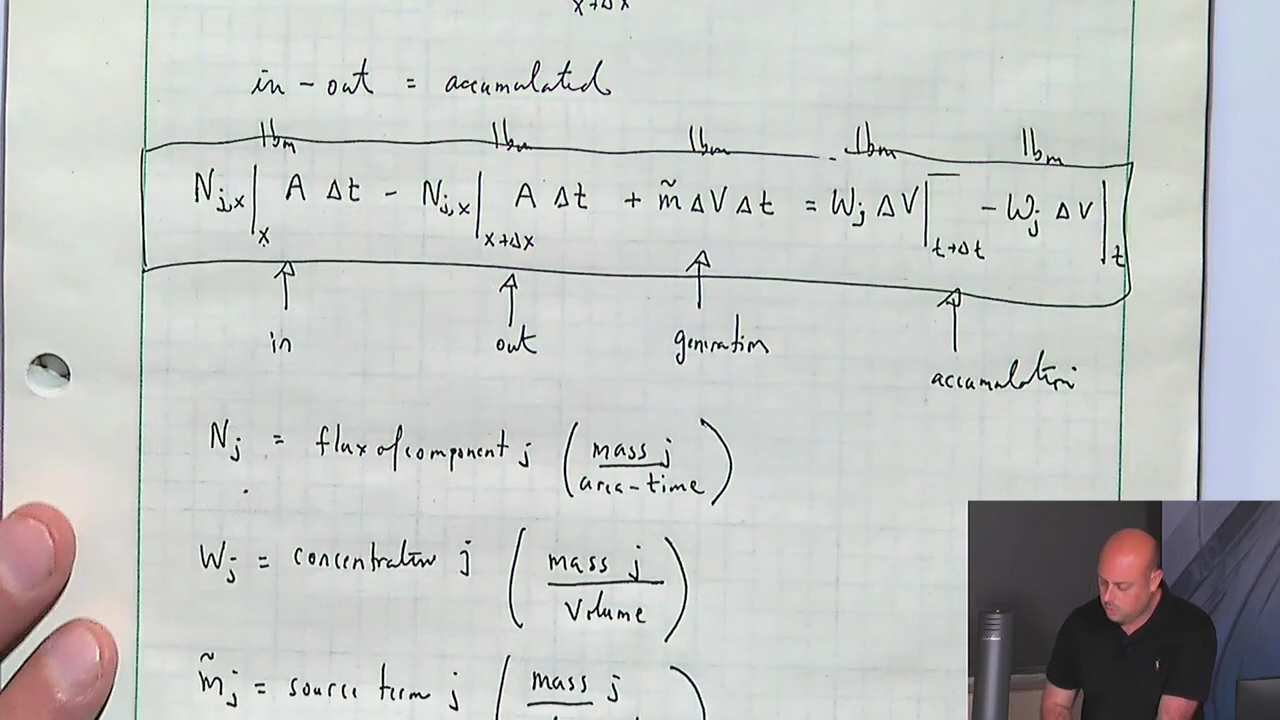 x+Δx
in - out = accumulated
lbm lbm lbm lbm lbm
Nj,x|x A Δt - Nj,x|x+Δx A Δt + m̃ ΔV Δt = Wj ΔV|t+Δt - Wj ΔV|t
in out generation accumulation
Nj = flux of component j (mass j / area-time)
Wj = concentration j (mass j / Volume)
m̃j = source term j (mass j